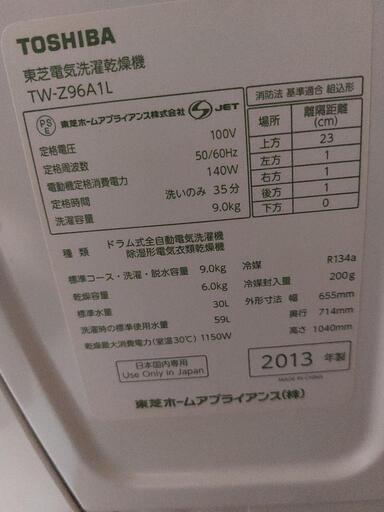 TOSHIBA
東芝電気洗濯乾燥機
TW-Z96A1L
PS E 東芝ホームアプライアンス株式会社 S JET
定格電圧 100V
定格周波数 50/60Hz
電動機定格消費電力 140W
洗いのみ 35分
洗濯容量 9.0kg
消防法 基準適合 組込形
場所 離隔距離(cm)
上方 23
左方 1
右方 1
後方 1
下方 0
種類 ドラム式全自動電気洗濯機
除湿形電気衣類乾燥機
標準コース・洗濯・脱水容量 9.0kg
乾燥容量 6.0kg
標準水量 30L
洗濯時の標準使用水量 59L
乾燥最大消費電力(室温30℃) 1150W
冷媒 R134a
冷媒封入量 200g
外形寸法 幅 655mm
奥行 714mm
高さ 1040mm
日本国内専用
Use Only in Japan
2013 年製
MADE IN CHINA
東芝ホームアプライアンス(株)